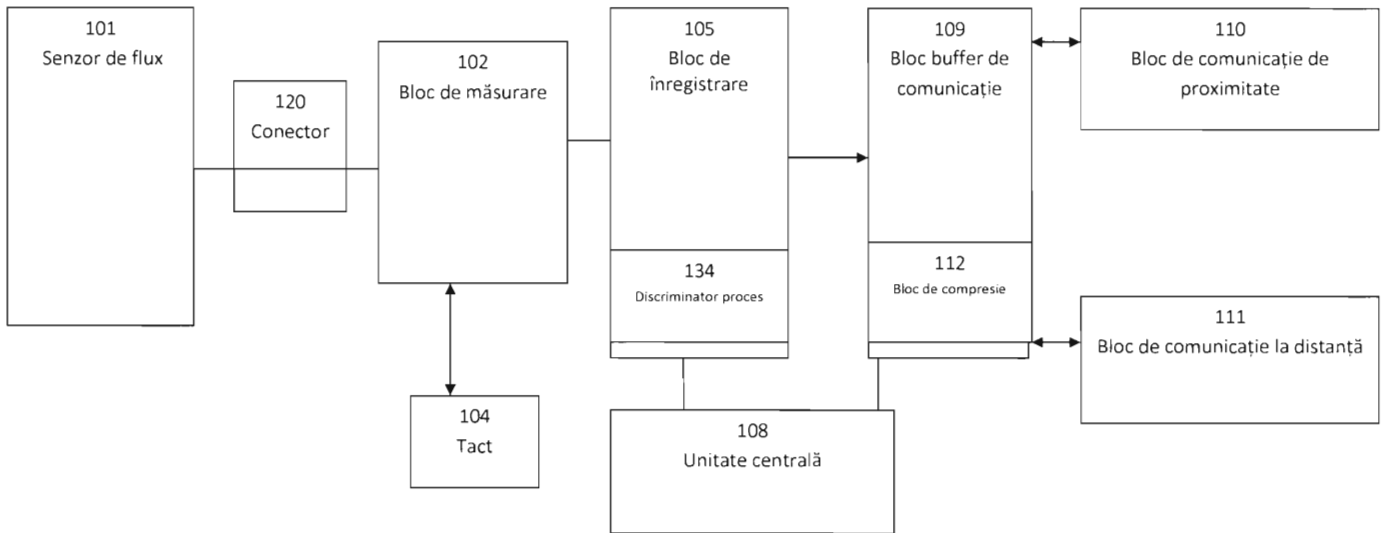 101
Senzor de flux
120
Conector
102
Bloc de măsurare
104
Tact
105
Bloc de
înregistrare
134
Discriminator proces
108
Unitate centrală
109
Bloc buffer de
comunicație
112
Bloc de compresie
110
Bloc de comunicație de
proximitate
111
Bloc de comunicație la distanță